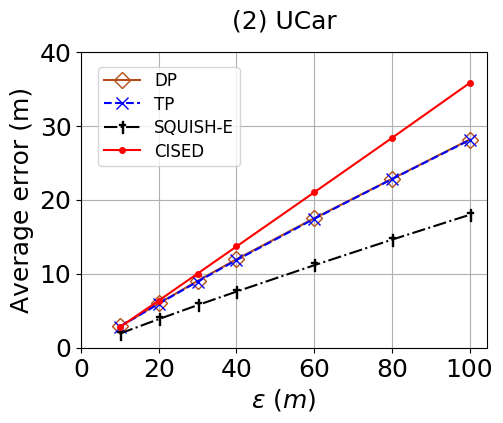 (2) UCar
Average error (m)
40
30
20
10
0
DP
TP
SQUISH-E
CISED
0 20 40 60 80 100
ε (m)